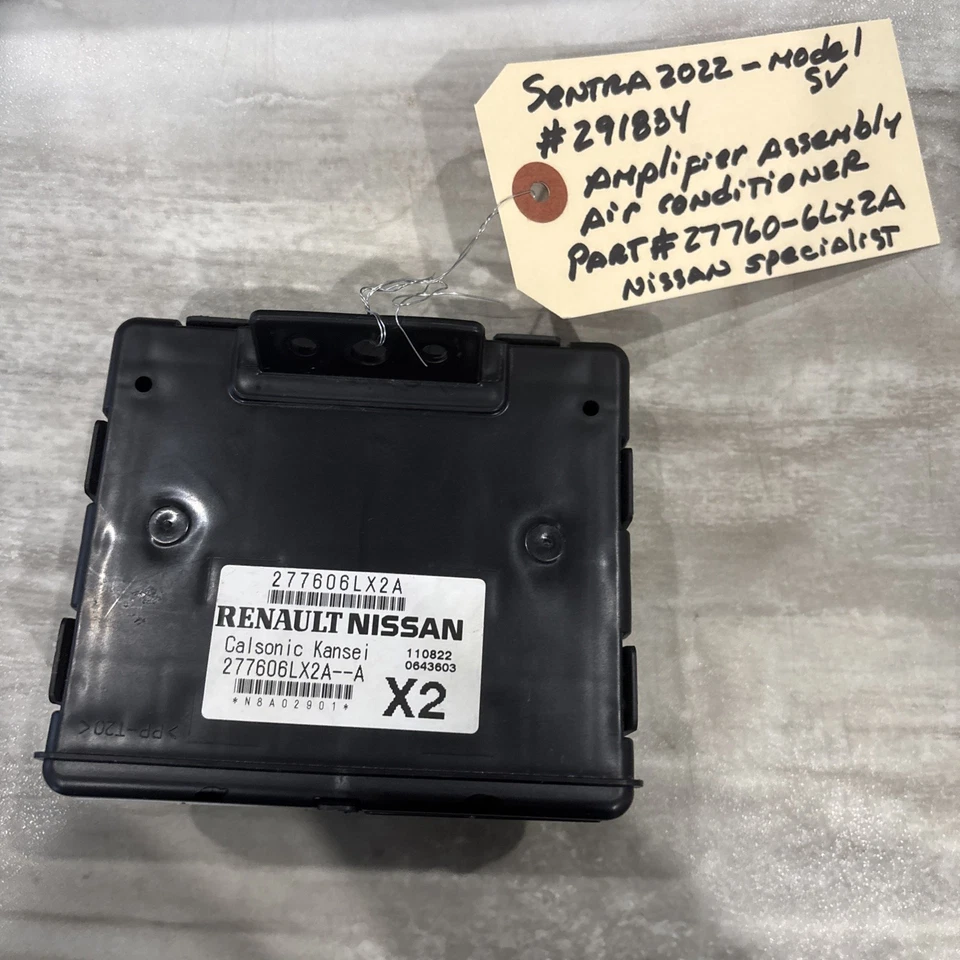 SENTRA 2022 - Model
SV
#291834
Amplifier Assembly
Air conditioner
PART# 27760-6LX2A
Nissan specialist
277606LX2A
RENAULT NISSAN
Calsonic Kansei
110822
0643603
277606LX2A--A
X2
*N8A02901*
>PP-T20<